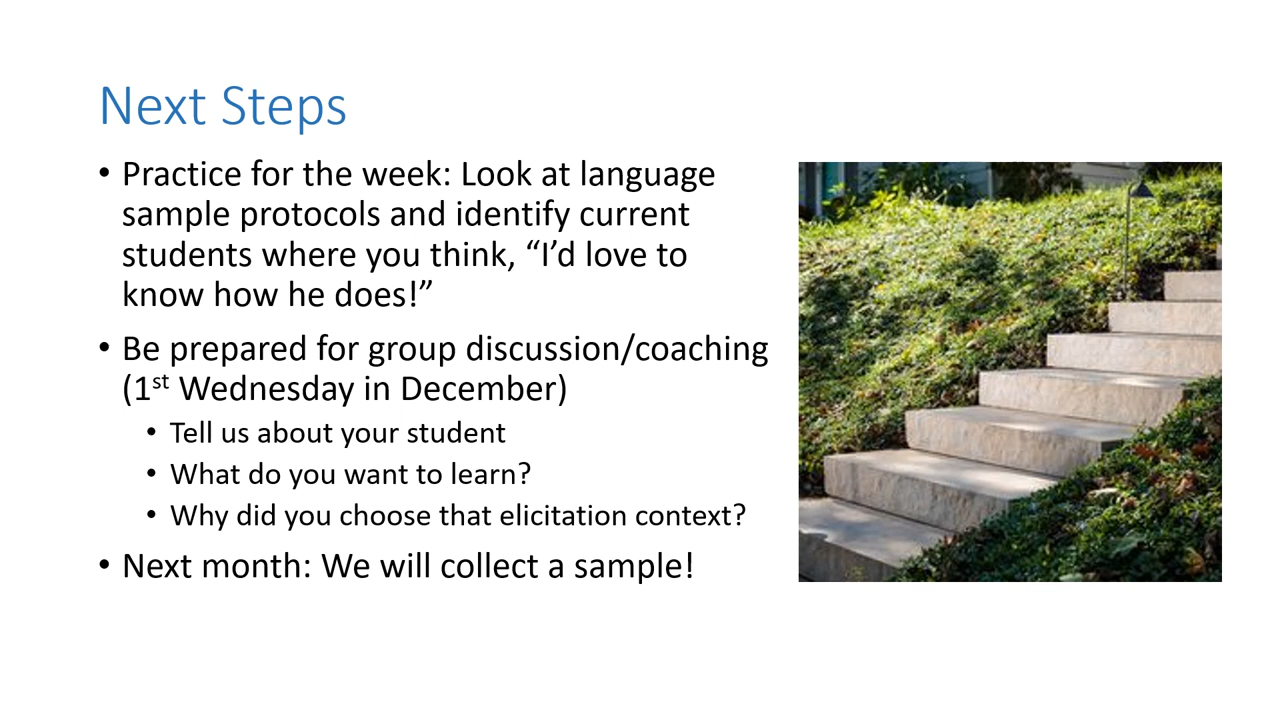 Next Steps
• Practice for the week: Look at language
sample protocols and identify current
students where you think, “I’d love to
know how he does!”
• Be prepared for group discussion/coaching
(1st Wednesday in December)
• Tell us about your student
• What do you want to learn?
• Why did you choose that elicitation context?
• Next month: We will collect a sample!